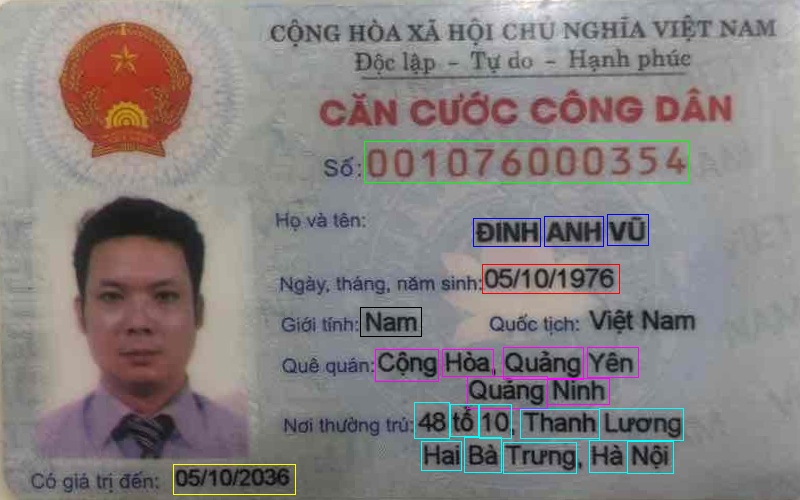 CỘNG HÒA XÃ HỘI CHỦ NGHĨA VIỆT NAM
Độc lập - Tự do - Hạnh phúc
CĂN CƯỚC CÔNG DÂN
Số: 001076000354
Họ và tên:
ĐINH ANH VŨ
Ngày, tháng, năm sinh: 05/10/1976
Giới tính: Nam Quốc tịch: Việt Nam
Quê quán: Cộng Hòa, Quảng Yên
Quảng Ninh
Nơi thường trú: 48 tổ 10, Thanh Lương
Hai Bà Trưng, Hà Nội
Có giá trị đến: 05/10/2036